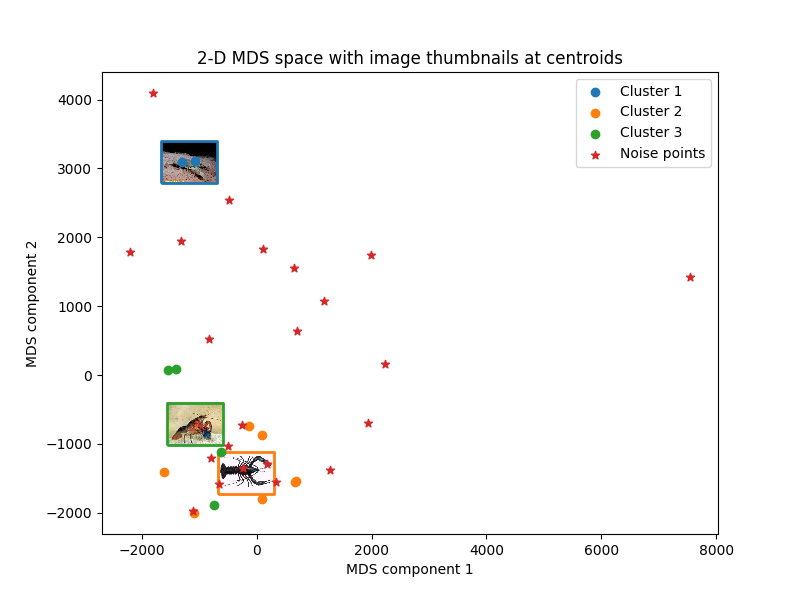 2-D MDS space with image thumbnails at centroids
Cluster 1
Cluster 2
Cluster 3
Noise points
4000
3000
2000
1000
0
−1000
−2000
MDS component 2
−2000
0
2000
4000
6000
8000
MDS component 1